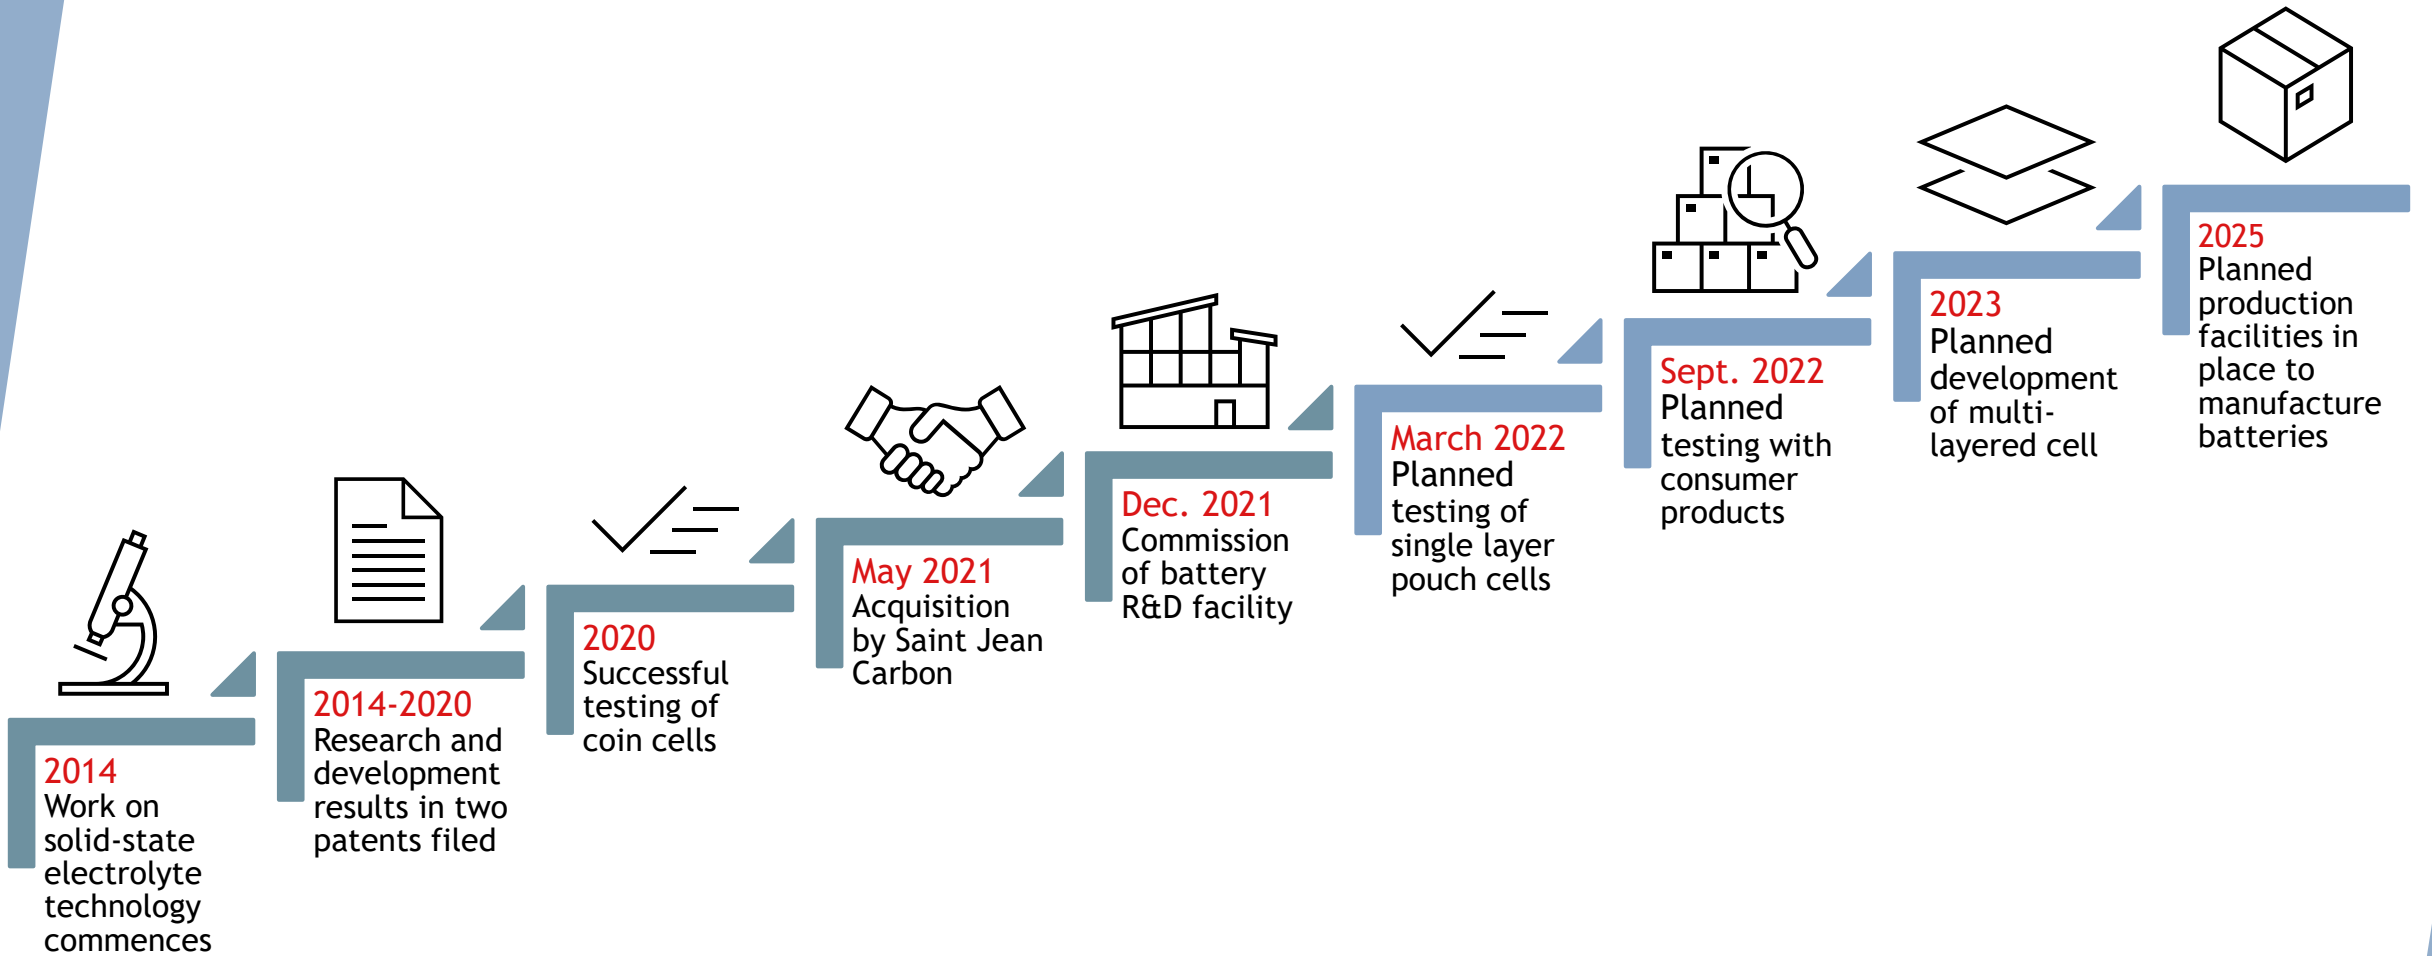 2014
Work on
solid-state
electrolyte
technology
commences
2014-2020
Research and
development
results in two
patents filed
2020
Successful
testing of
coin cells
May 2021
Acquisition
by Saint Jean
Carbon
Dec. 2021
Commission
of battery
R&D facility
March 2022
Planned
testing of
single layer
pouch cells
Sept. 2022
Planned
testing with
consumer
products
2023
Planned
development
of multi-
layered cell
2025
Planned
production
facilities in
place to
manufacture
batteries